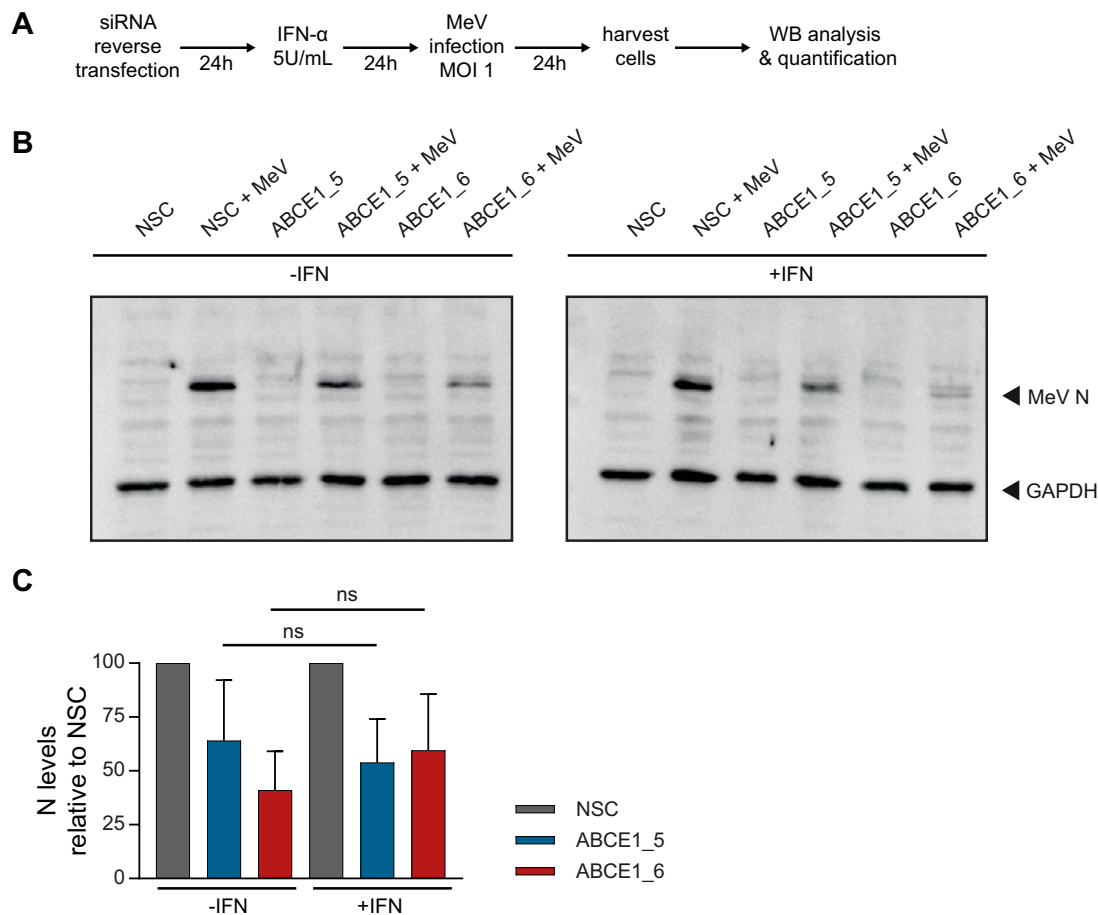 A
siRNA
reverse
transfection
24h
IFN-α
5U/mL
24h
MeV
infection
MOI 1
24h
harvest
cells
WB analysis
& quantification
B
NSC
NSC + MeV
ABCE1_5
ABCE1_5 + MeV
ABCE1_6
ABCE1_6 + MeV
-IFN
NSC
NSC + MeV
ABCE1_5
ABCE1_5 + MeV
ABCE1_6
ABCE1_6 + MeV
+IFN
MeV N
GAPDH
C
ns
ns
N levels
relative to NSC
100
75
50
25
0
-IFN
+IFN
NSC
ABCE1_5
ABCE1_6